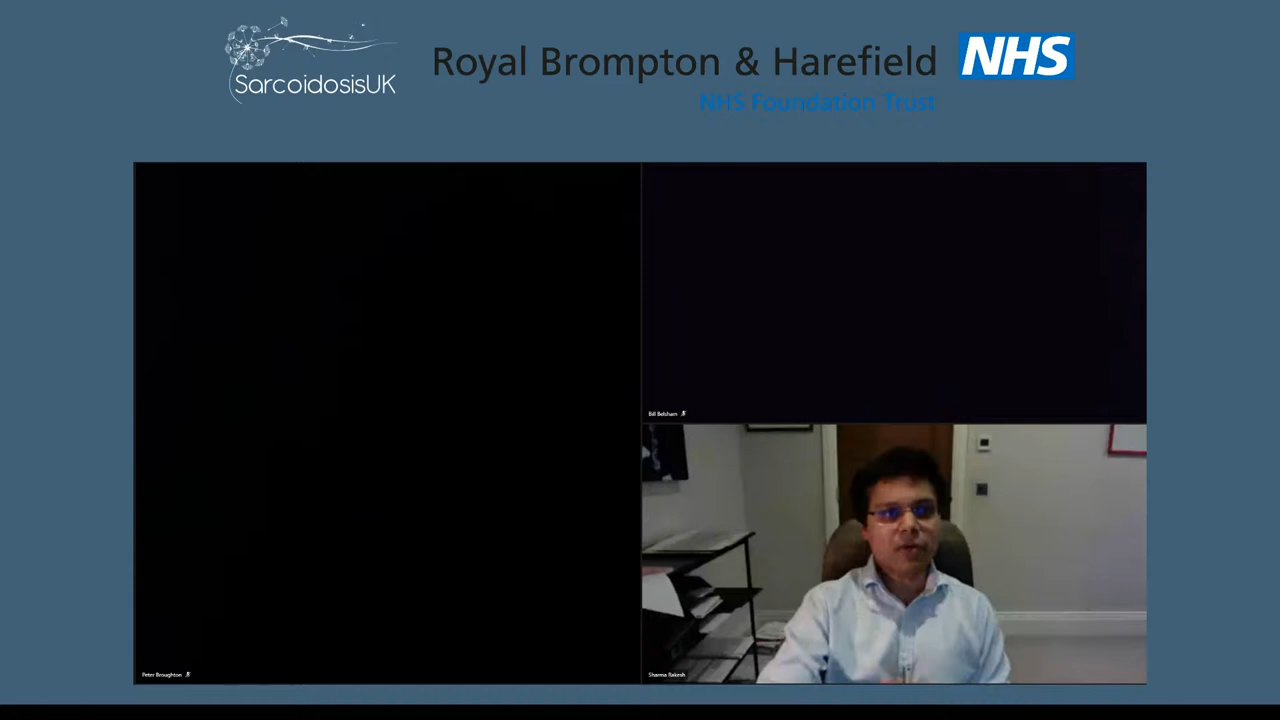 SarcoidosisUK
Royal Brompton & Harefield NHS
NHS Foundation Trust
Bill Belsham
Peter Broughton
Sharma Rakesh